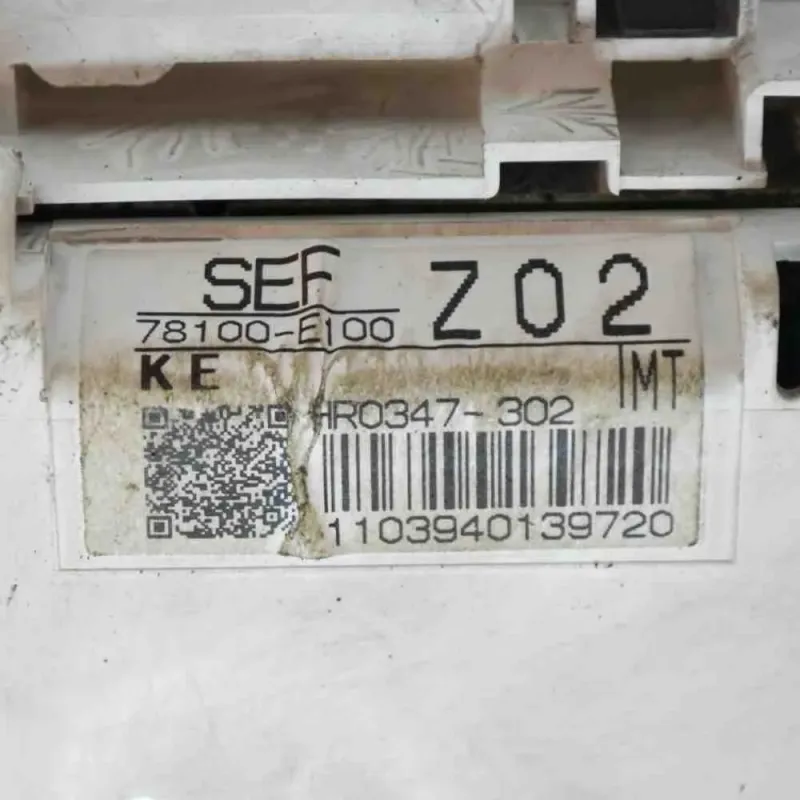 SEF Z02
78100-E100
KE MT
HR0347-302
1103940139720